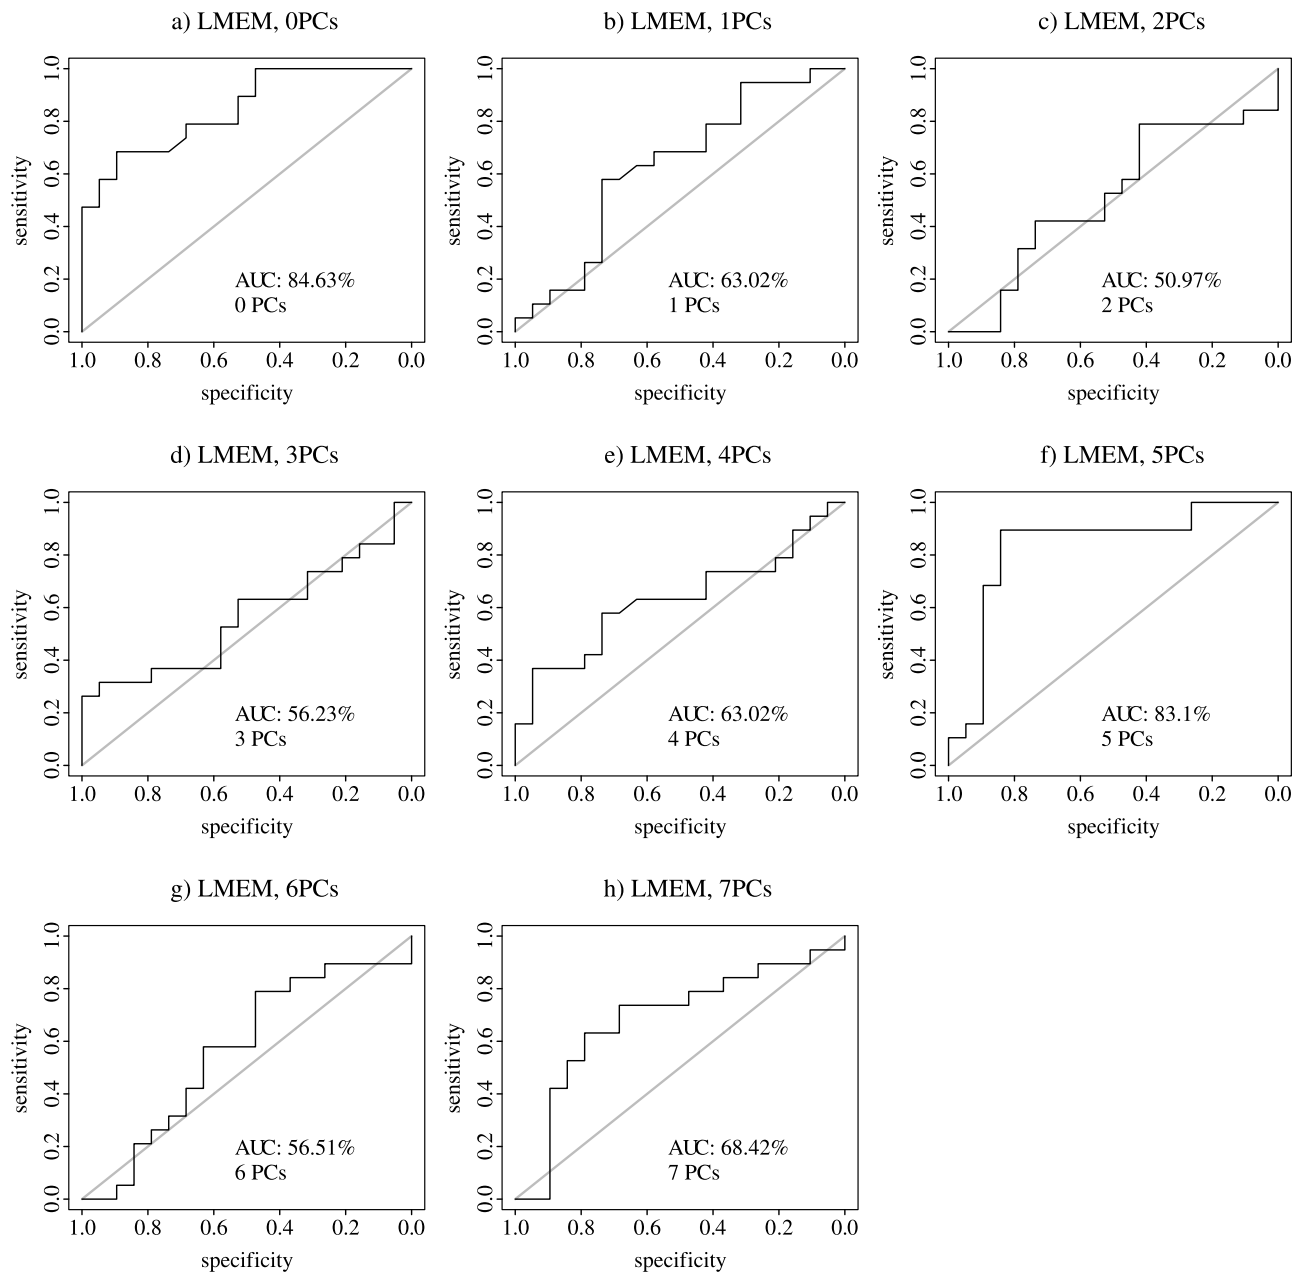 a) LMEM, 0PCs
b) LMEM, 1PCs
c) LMEM, 2PCs
sensitivity
0.0 0.2 0.4 0.6 0.8 1.0
AUC: 84.63%
0 PCs
1.0 0.8 0.6 0.4 0.2 0.0
specificity
sensitivity
0.0 0.2 0.4 0.6 0.8 1.0
AUC: 63.02%
1 PCs
1.0 0.8 0.6 0.4 0.2 0.0
specificity
sensitivity
0.0 0.2 0.4 0.6 0.8 1.0
AUC: 50.97%
2 PCs
1.0 0.8 0.6 0.4 0.2 0.0
specificity
d) LMEM, 3PCs
e) LMEM, 4PCs
f) LMEM, 5PCs
sensitivity
0.0 0.2 0.4 0.6 0.8 1.0
AUC: 56.23%
3 PCs
1.0 0.8 0.6 0.4 0.2 0.0
specificity
sensitivity
0.0 0.2 0.4 0.6 0.8 1.0
AUC: 63.02%
4 PCs
1.0 0.8 0.6 0.4 0.2 0.0
specificity
sensitivity
0.0 0.2 0.4 0.6 0.8 1.0
AUC: 83.1%
5 PCs
1.0 0.8 0.6 0.4 0.2 0.0
specificity
g) LMEM, 6PCs
h) LMEM, 7PCs
sensitivity
0.0 0.2 0.4 0.6 0.8 1.0
AUC: 56.51%
6 PCs
1.0 0.8 0.6 0.4 0.2 0.0
specificity
sensitivity
0.0 0.2 0.4 0.6 0.8 1.0
AUC: 68.42%
7 PCs
1.0 0.8 0.6 0.4 0.2 0.0
specificity